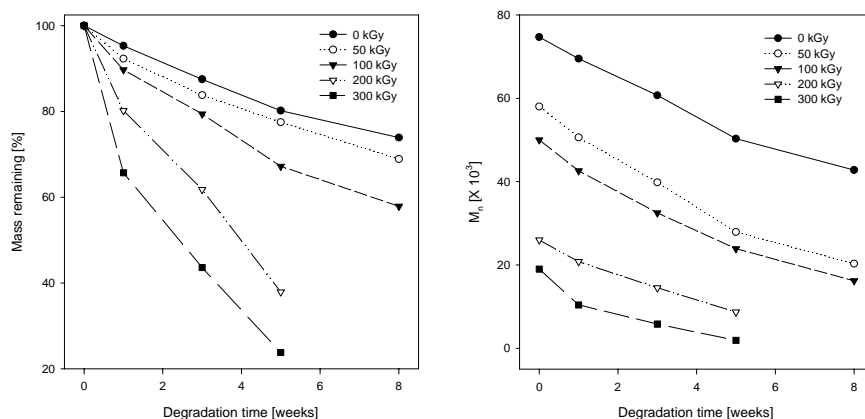 100
80
60
40
20
Mass remaining [%]
0 kGy
50 kGy
100 kGy
200 kGy
300 kGy
0
2
4
6
8
Degradation time [weeks]
80
60
40
20
0
Mn [X 10³]
0 kGy
50 kGy
100 kGy
200 kGy
300 kGy
0
2
4
6
8
Degradation time [weeks]